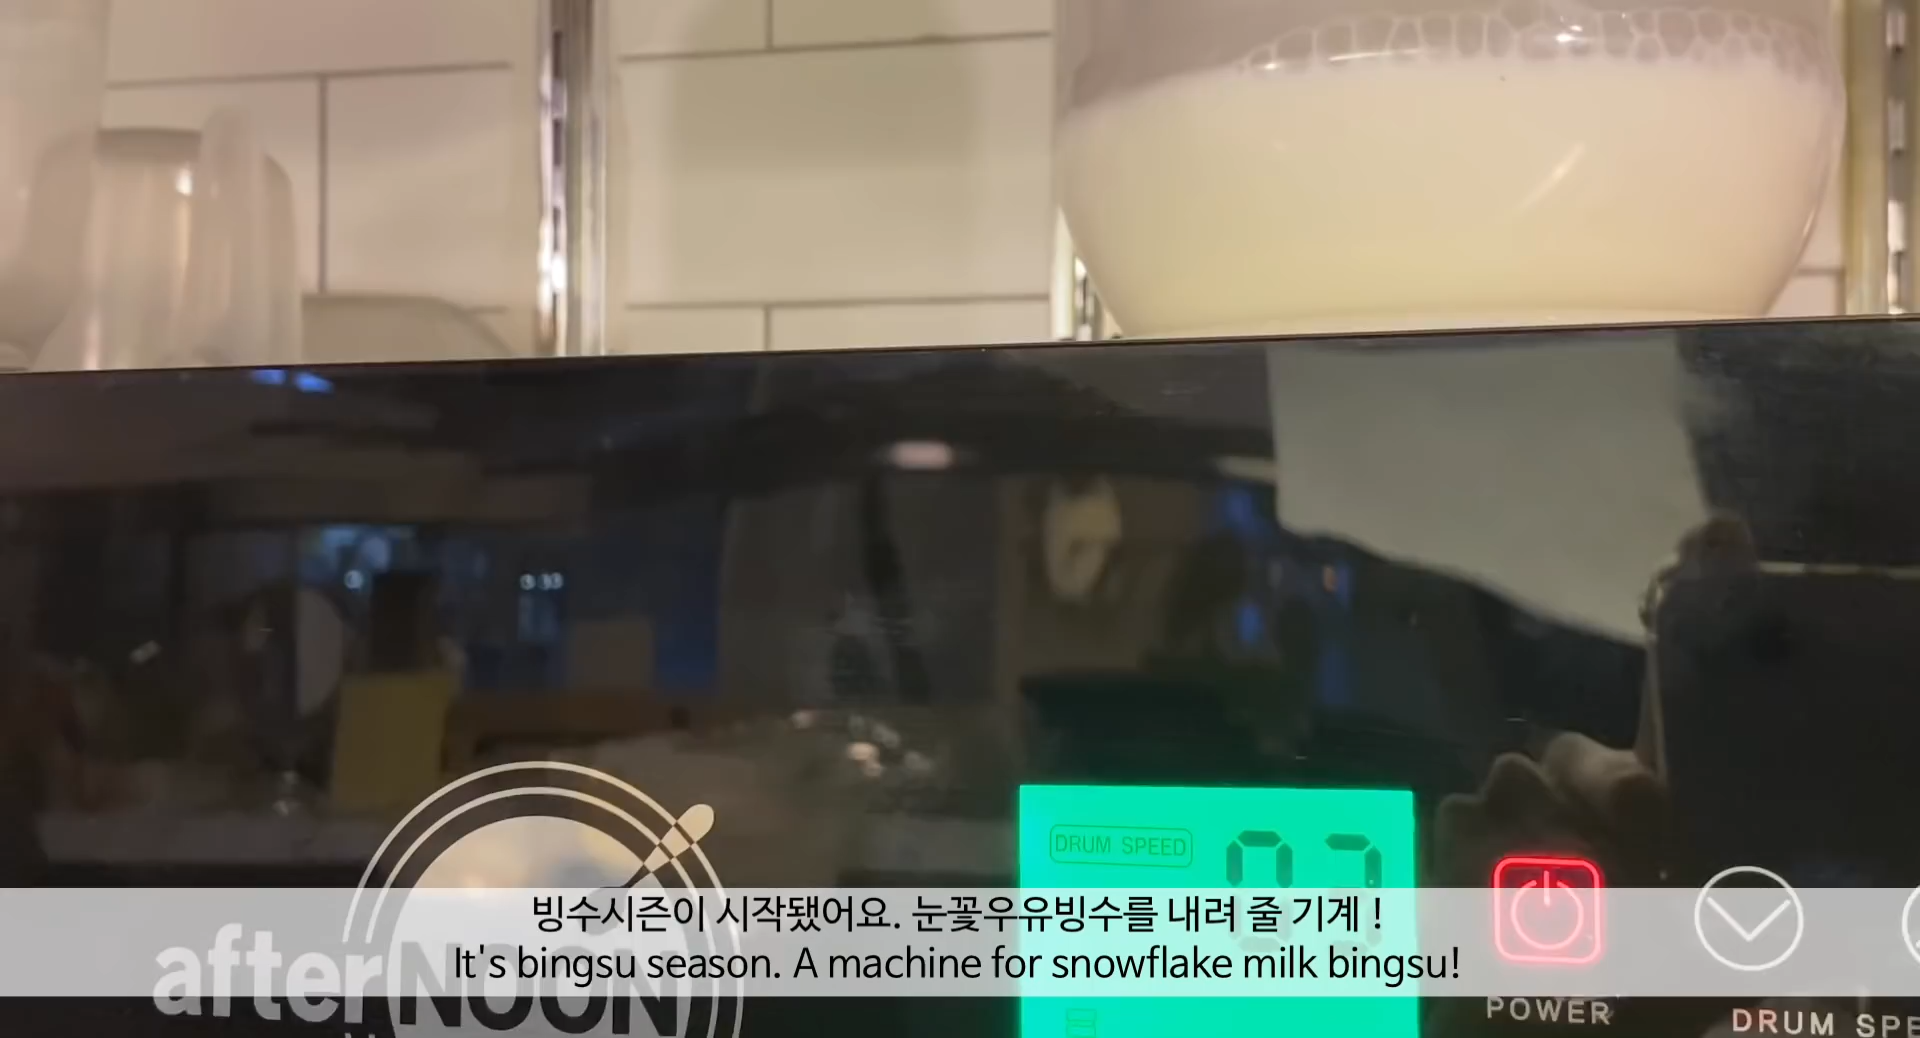 DRUM SPEED
빙수시즌이 시작됐어요. 눈꽃우유빙수를 내려 줄 기계 !
It's bingsu season. A machine for snowflake milk bingsu!
afterNOON
POWER
DRUM SPE